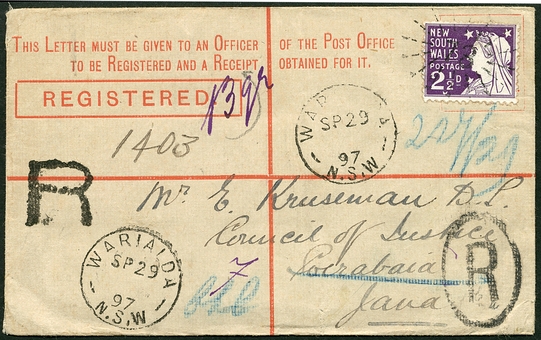 THIS LETTER MUST BE GIVEN TO AN OFFICER OF THE POST OFFICE
TO BE REGISTERED AND A RECEIPT OBTAINED FOR IT.
REGISTERED
NEW
SOUTH
WALES
POSTAGE
2½D
1403
WAR A
SP 29
97
N.S.W
R
Mr E. Kruseman D.L.
Council of Justice
Soerabaia
Java
WARIALDA
SP 29
97
N.S.W
7
R